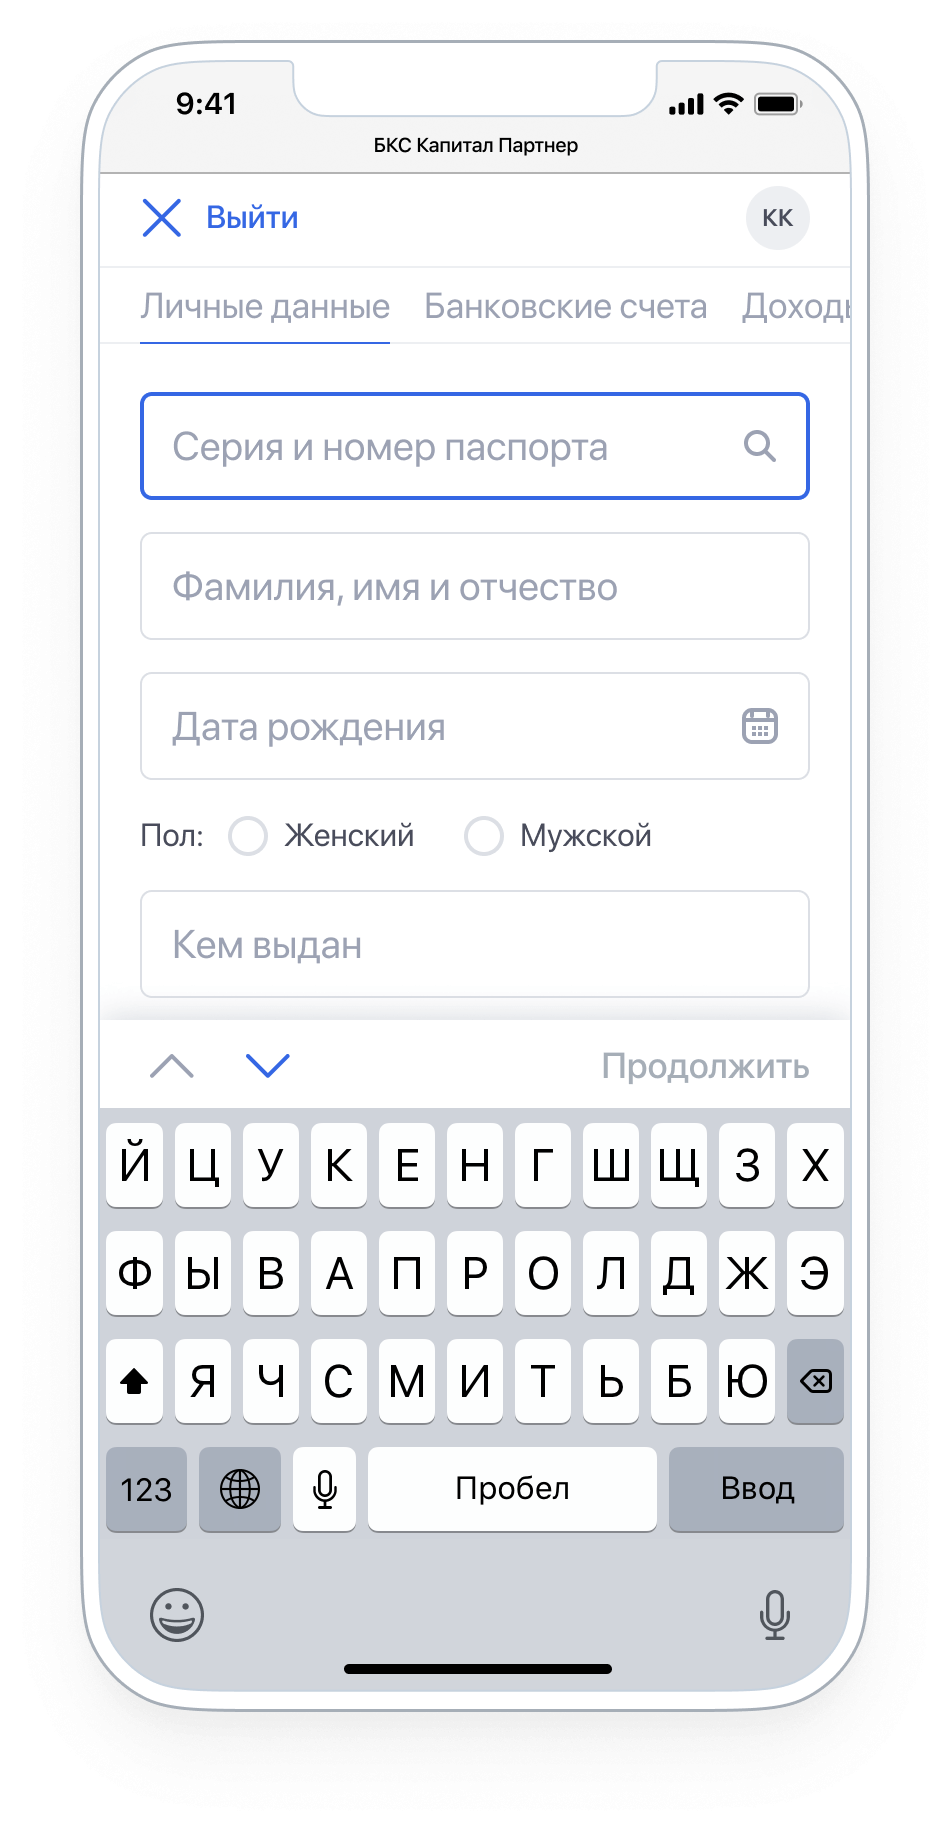 9:41
БКС Капитал Партнер
Выйти
КК
Личные данные Банковские счета Доходы
Серия и номер паспорта
Фамилия, имя и отчество
Дата рождения
Пол: Женский Мужской
Кем выдан
Продолжить
Й Ц У К Е Н Г Ш Щ З Х
Ф Ы В А П Р О Л Д Ж Э
Я Ч С М И Т Ь Б Ю
123 Пробел Ввод